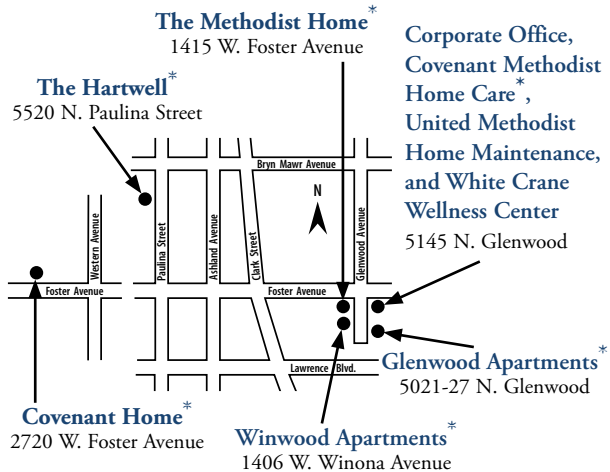 The Methodist Home*
1415 W. Foster Avenue
Corporate Office,
Covenant Methodist
Home Care*,
United Methodist
Home Maintenance,
and White Crane
Wellness Center
5145 N. Glenwood
The Hartwell*
5520 N. Paulina Street
Bryn Mawr Avenue
N
Western Avenue
Paulina Street
Ashland Avenue
Clark Street
Glenwood Avenue
Foster Avenue
Foster Avenue
Lawrence Blvd.
Glenwood Apartments*
5021-27 N. Glenwood
Covenant Home*
2720 W. Foster Avenue
Winwood Apartments*
1406 W. Winona Avenue